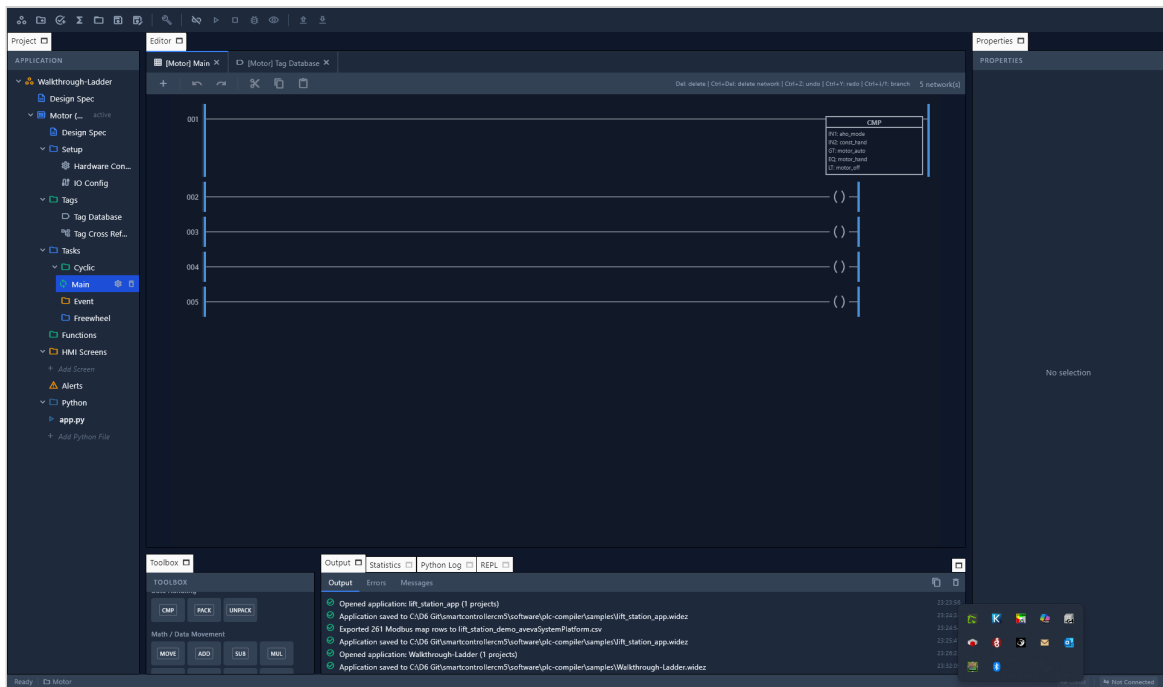 Project
Editor
Properties
APPLICATION
[Motor] Main
[Motor] Tag Database
PROPERTIES
Walkthrough-Ladder
Design Spec
Motor (... active
Design Spec
Setup
Hardware Con...
IO Config
Tags
Tag Database
Tag Cross Ref...
Tasks
Cyclic
Main
Event
Freewheel
Functions
HMI Screens
+ Add Screen
Alerts
Python
app.py
+ Add Python File
Del: delete | Ctrl+Del: delete network | Ctrl+Z: undo | Ctrl+Y: redo | Ctrl+↓/↑: branch 5 network(s)
001
CMP
IN1: aho_mode
IN2: const_hand
GT: motor_auto
EQ: motor_hand
LT: motor_off
002
003
004
005
No selection
Toolbox
TOOLBOX
CMP PACK UNPACK
Math / Data Movement
MOVE ADD SUB MUL
Output Statistics Python Log REPL
Output Errors Messages
Opened application: lift_station_app (1 projects)
Application saved to C:\D6 Git\smartcontrollercm5\software\plc-compiler\samples\lift_station_app.widez
Exported 261 Modbus map rows to lift_station_demo_avevaSystemPlatform.csv
Application saved to C:\D6 Git\smartcontrollercm5\software\plc-compiler\samples\lift_station_app.widez
Opened application: Walkthrough-Ladder (1 projects)
Application saved to C:\D6 Git\smartcontrollercm5\software\plc-compiler\samples\Walkthrough-Ladder.widez
Ready
Motor
Not Connected